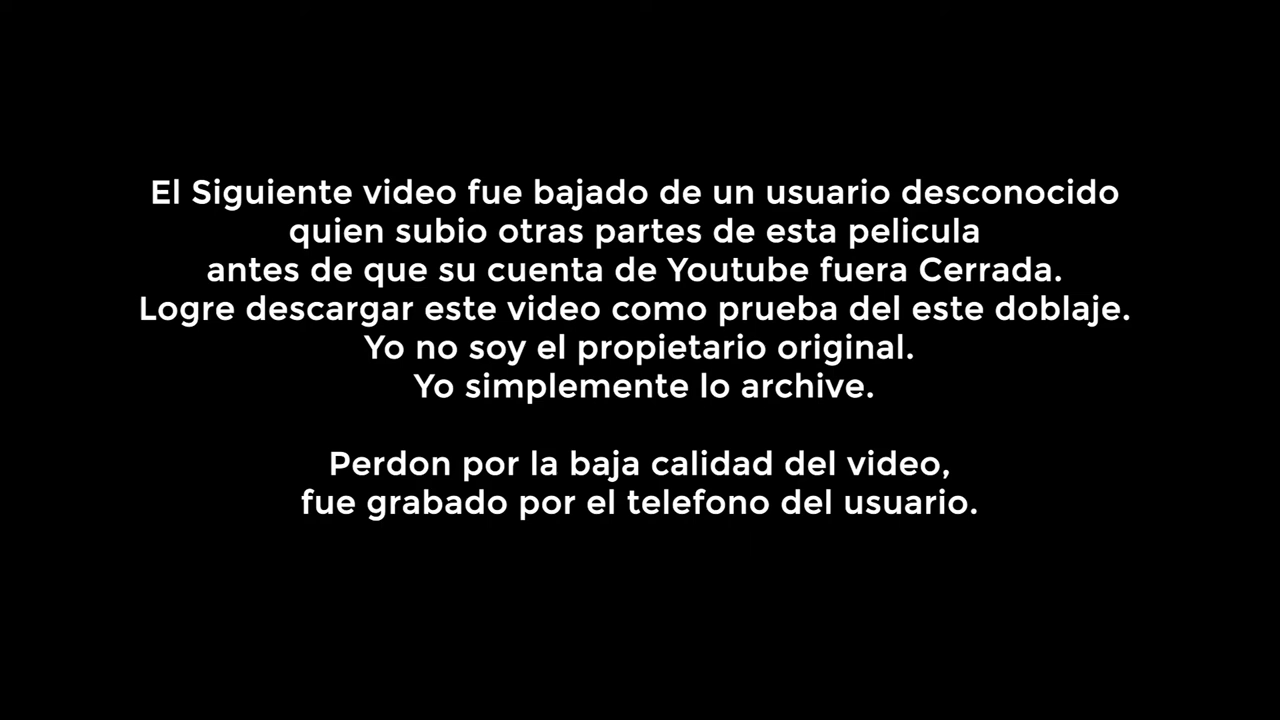 El Siguiente video fue bajado de un usuario desconocido
quien subio otras partes de esta pelicula
antes de que su cuenta de Youtube fuera Cerrada.
Logre descargar este video como prueba del este doblaje.
Yo no soy el propietario original.
Yo simplemente lo archive.
Perdon por la baja calidad del video,
fue grabado por el telefono del usuario.